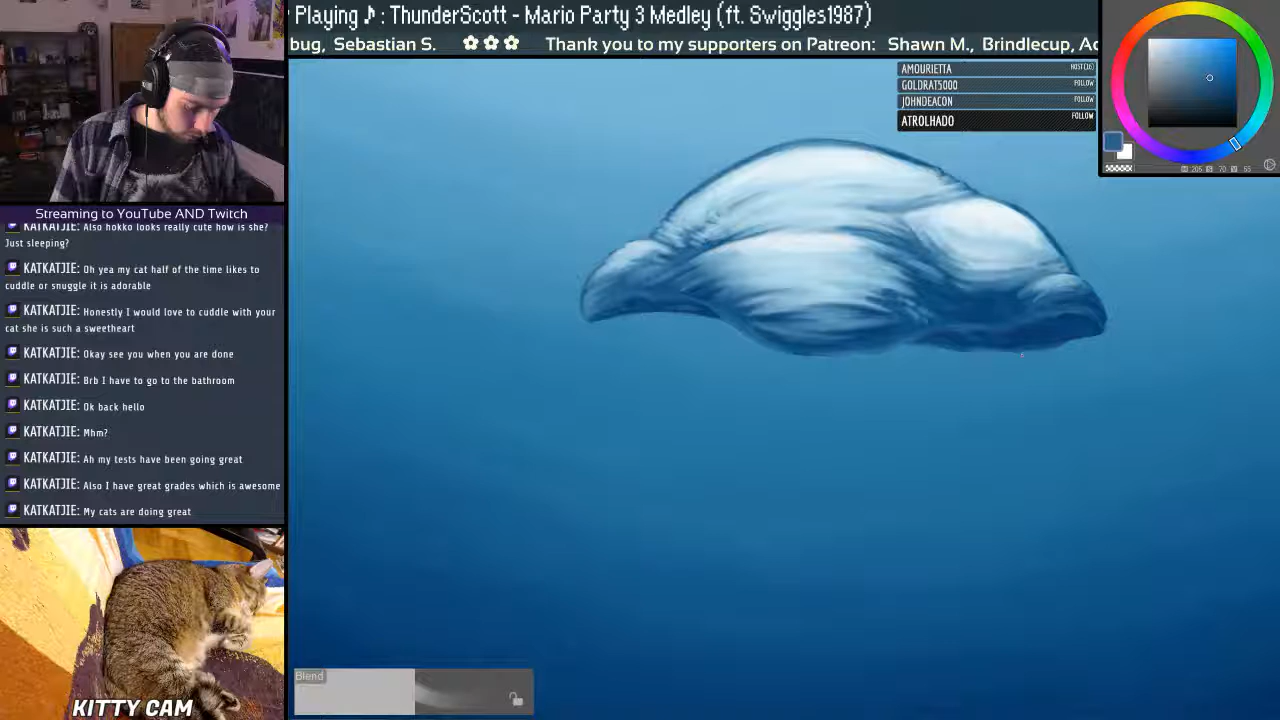 Playing ♪ : ThunderScott - Mario Party 3 Medley (ft. Swiggles1987)
bug, Sebastian S. ✿ ✿ ✿ Thank you to my supporters on Patreon: Shawn M., Brindlecup, Ac
AMOURIETTA HOST(16)
GOLDRAT5000 FOLLOW
JOHNDEACON FOLLOW
ATROLHADO FOLLOW
Streaming to YouTube AND Twitch
KATKATJIE: Also hokko looks really cute how is she?
Just sleeping?
KATKATJIE: Oh yea my cat half of the time likes to
cuddle or snuggle it is adorable
KATKATJIE: Honestly I would love to cuddle with your
cat she is such a sweetheart
KATKATJIE: Okay see you when you are done
KATKATJIE: Brb I have to go to the bathroom
KATKATJIE: Ok back hello
KATKATJIE: Mhm?
KATKATJIE: Ah my tests have been going great
KATKATJIE: Also I have great grades which is awesome
KATKATJIE: My cats are doing great
KITTY CAM
Blend